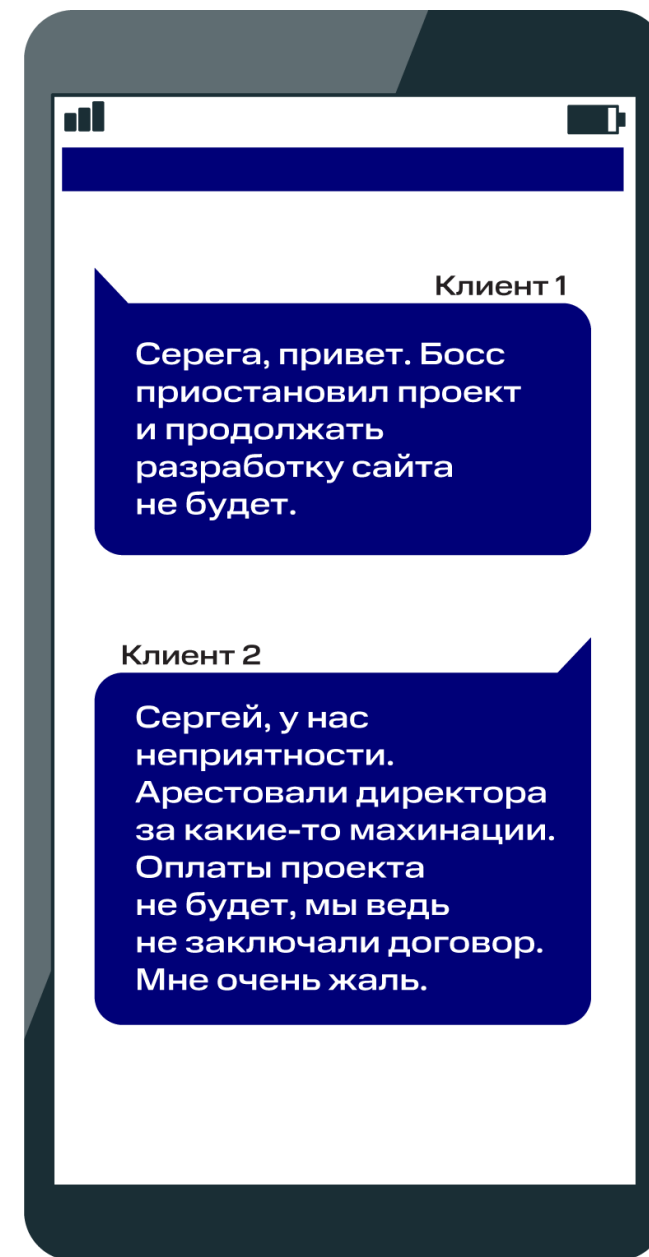 Клиент 1
Серега, привет. Босс
приостановил проект
и продолжать
разработку сайта
не будет.
Клиент 2
Сергей, у нас
неприятности.
Арестовали директора
за какие-то махинации.
Оплаты проекта
не будет, мы ведь
не заключали договор.
Мне очень жаль.